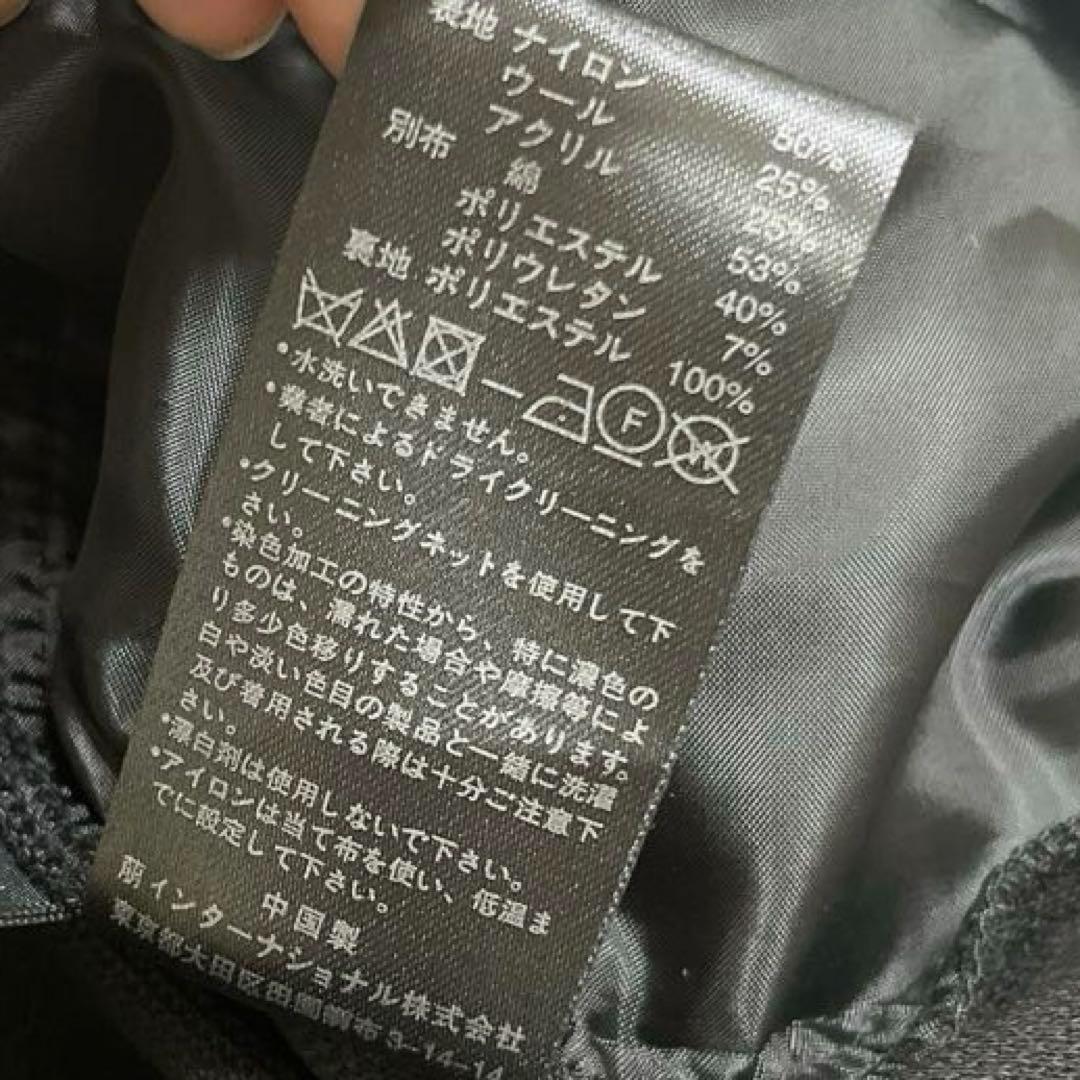 表地 ナイロン 50%
ウール 25%
アクリル 25%
別布 綿 53%
ポリエステル 40%
ポリウレタン 7%
裏地 ポリエステル 100%
F W
・水洗いできません。
・業者によるドライクリーニングを
して下さい。
・クリーニングネットを使用して下
さい。
・染色加工の特性から、特に濃色の
ものは、濡れた場合や摩擦等によ
り多少色移りすることがあります。
白や淡い色目の製品と一緒に洗濯
及び着用される際は十分ご注意下
さい。
・漂白剤は使用しないで下さい。
・アイロンは当て布を使い、低温ま
でに設定して下さい。
中国製
蓢インターナショナル株式会社
東京都大田区田園調布 3-14-14